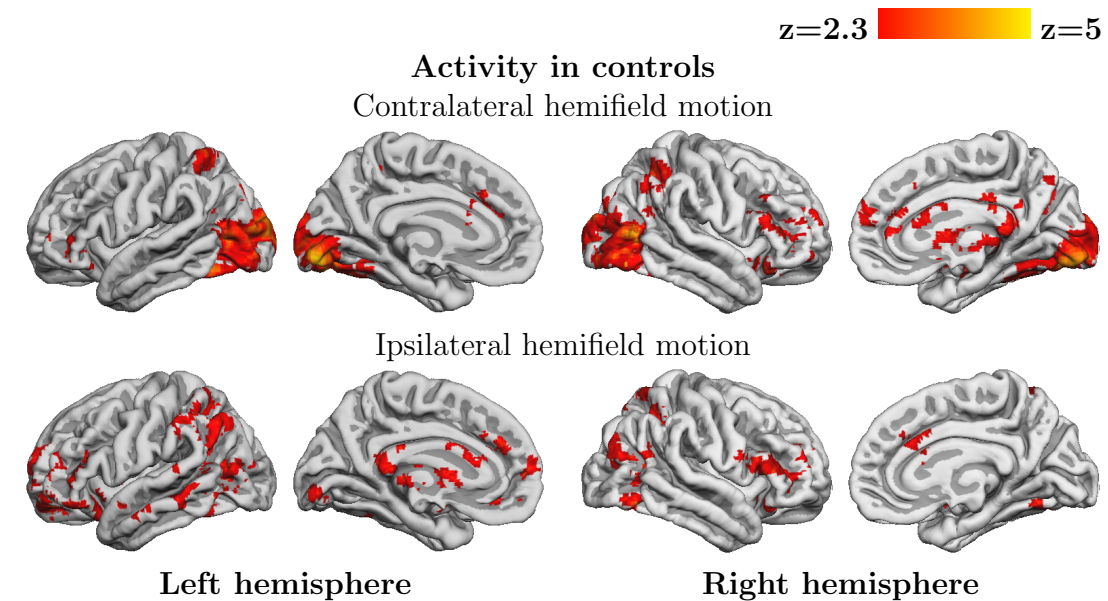 z=2.3 z=5
Activity in controls
Contralateral hemifield motion
Ipsilateral hemifield motion
Left hemisphere Right hemisphere